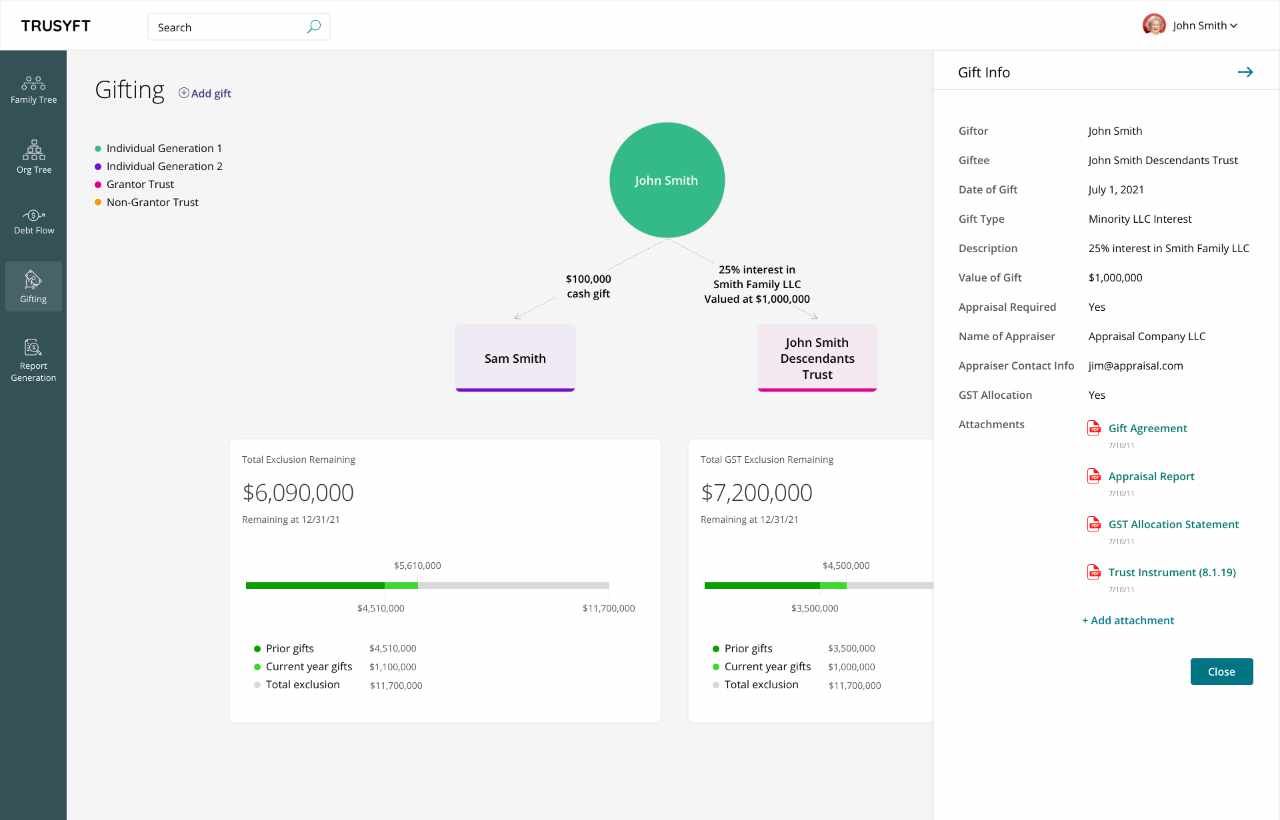 TRUSYFT
Search
John Smith
Family Tree
Org Tree
Debt Flow
Gifting
Report
Generation
Gifting
Add gift
Individual Generation 1
Individual Generation 2
Grantor Trust
Non-Grantor Trust
John Smith
$100,000
cash gift
25% interest in
Smith Family LLC
Valued at $1,000,000
Sam Smith
John Smith
Descendants
Trust
Total Exclusion Remaining
$6,090,000
Remaining at 12/31/21
$5,610,000
$4,510,000
$11,700,000
Prior gifts $4,510,000
Current year gifts $1,100,000
Total exclusion $11,700,000
Total GST Exclusion Remaining
$7,200,000
Remaining at 12/31/21
$4,500,000
$3,500,000
Prior gifts $3,500,000
Current year gifts $1,000,000
Total exclusion $11,700,000
Gift Info
Giftor John Smith
Giftee John Smith Descendants Trust
Date of Gift July 1, 2021
Gift Type Minority LLC Interest
Description 25% interest in Smith Family LLC
Value of Gift $1,000,000
Appraisal Required Yes
Name of Appraiser Appraisal Company LLC
Appraiser Contact Info jim@appraisal.com
GST Allocation Yes
Attachments
PDF Gift Agreement
7/10/11
PDF Appraisal Report
7/10/11
PDF GST Allocation Statement
7/10/11
PDF Trust Instrument (8.1.19)
7/10/11
+ Add attachment
Close